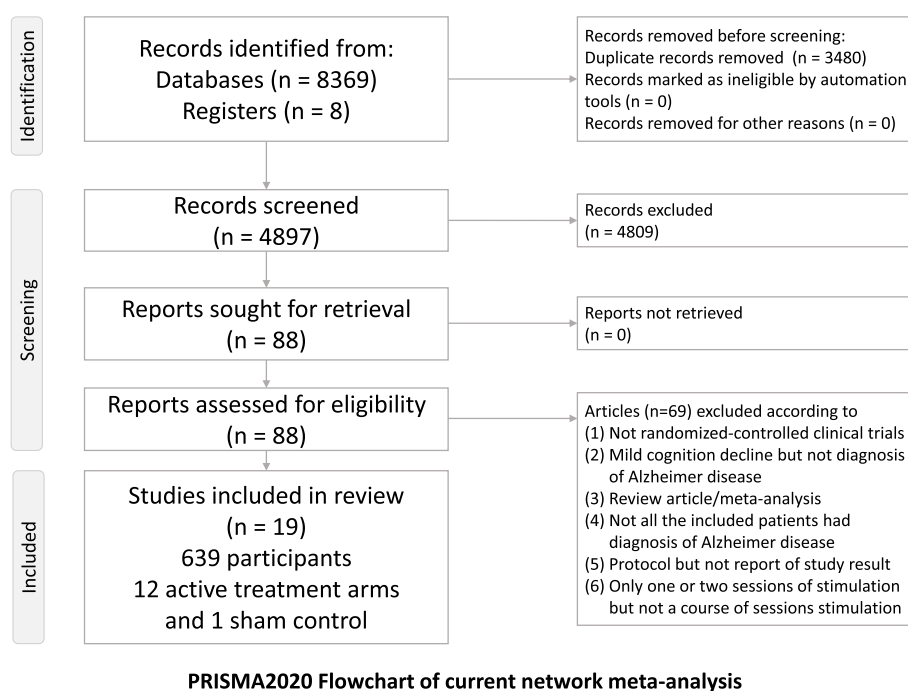 Identification
Records identified from:
Databases (n = 8369)
Registers (n = 8)
Records removed before screening:
Duplicate records removed  (n = 3480)
Records marked as ineligible by automation
tools (n = 0)
Records removed for other reasons (n = 0)
Screening
Records screened
(n = 4897)
Records excluded
(n = 4809)
Reports sought for retrieval
(n = 88)
Reports not retrieved
(n = 0)
Reports assessed for eligibility
(n = 88)
Articles (n=69) excluded according to
(1) Not randomized-controlled clinical trials
(2) Mild cognition decline but not diagnosis
of Alzheimer disease
(3) Review article/meta-analysis
(4) Not all the included patients had
diagnosis of Alzheimer disease
(5) Protocol but not report of study result
(6) Only one or two sessions of stimulation
but not a course of sessions stimulation
Included
Studies included in review
(n = 19)
639 participants
12 active treatment arms
and 1 sham control
PRISMA2020 Flowchart of current network meta-analysis